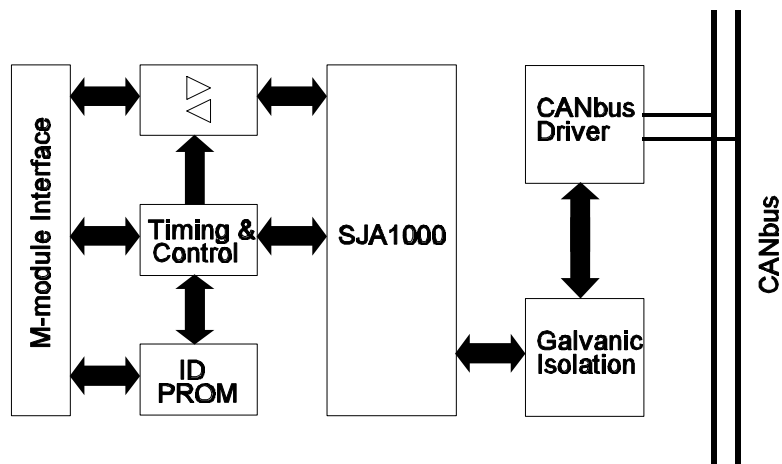 M-module Interface
Timing &
Control
ID
PROM
SJA1000
CANbus
Driver
Galvanic
Isolation
CANbus